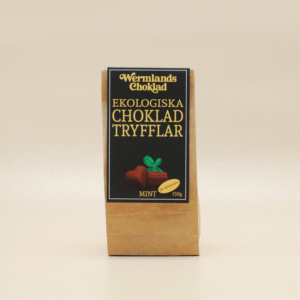 Wermlands
Choklad
EKOLOGISKA
CHOKLAD
TRYFFLAR
MINT
150g